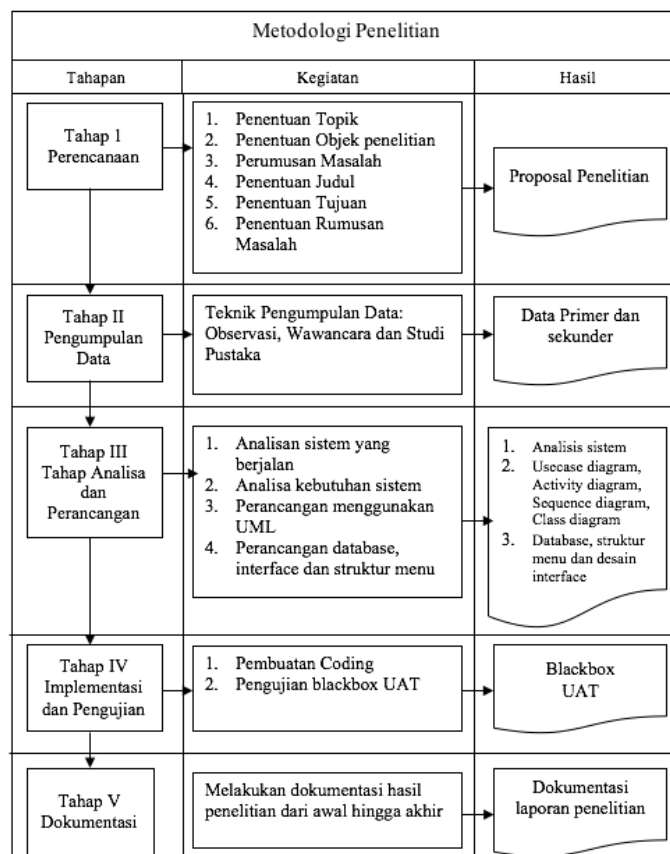 Metodologi Penelitian
Tahapan
Kegiatan
Hasil
Tahap 1
Perencanaan
1. Penentuan Topik
2. Penentuan Objek penelitian
3. Perumusan Masalah
4. Penentuan Judul
5. Penentuan Tujuan
6. Penentuan Rumusan
Masalah
Proposal Penelitian
Tahap II
Pengumpulan
Data
Teknik Pengumpulan Data:
Observasi, Wawancara dan Studi
Pustaka
Data Primer dan
sekunder
Tahap III
Tahap Analisa
dan
Perancangan
1. Analisan sistem yang
berjalan
2. Analisa kebutuhan sistem
3. Perancangan menggunakan
UML
4. Perancangan database,
interface dan struktur menu
1. Analisis sistem
2. Usecase diagram,
Activity diagram,
Sequence diagram,
Class diagram
3. Database, struktur
menu dan desain
interface
Tahap IV
Implementasi
dan Pengujian
1. Pembuatan Coding
2. Pengujian blackbox UAT
Blackbox
UAT
Tahap V
Dokumentasi
Melakukan dokumentasi hasil
penelitian dari awal hingga akhir
Dokumentasi
laporan penelitian